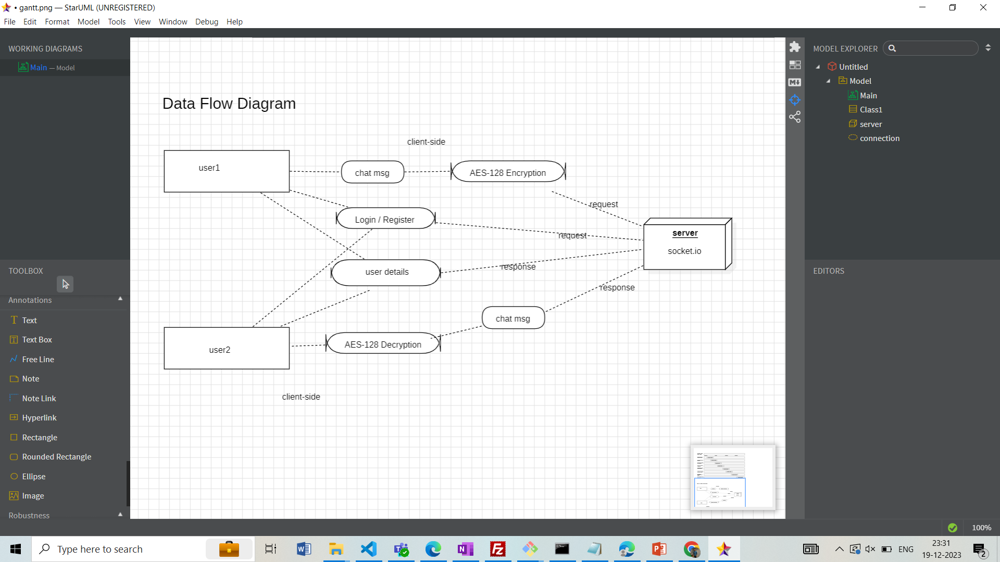 • gantt.png — StarUML (UNREGISTERED)
File Edit Format Model Tools View Window Debug Help
WORKING DIAGRAMS
Main — Model
TOOLBOX
Annotations
Text
Text Box
Free Line
Note
Note Link
Hyperlink
Rectangle
Rounded Rectangle
Ellipse
Image
Robustness
Data Flow Diagram
client-side
user1
chat msg
AES-128 Encryption
request
Login / Register
request
server
socket.io
user details
response
response
chat msg
AES-128 Decryption
user2
client-side
MODEL EXPLORER
Untitled
Model
Main
Class1
server
connection
EDITORS
100%
Type here to search
ENG
23:31
19-12-2023
2